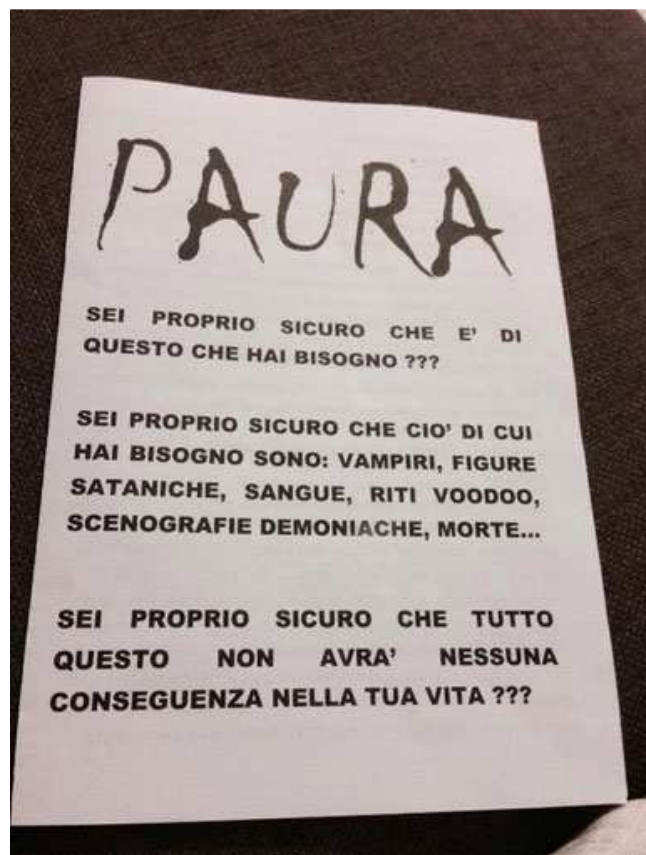 PAURA
SEI PROPRIO SICURO CHE E' DI
QUESTO CHE HAI BISOGNO ???
SEI PROPRIO SICURO CHE CIO' DI CUI
HAI BISOGNO SONO: VAMPIRI, FIGURE
SATANICHE, SANGUE, RITI VOODOO,
SCENOGRAFIE DEMONIACHE, MORTE...
SEI PROPRIO SICURO CHE TUTTO
QUESTO NON AVRA' NESSUNA
CONSEGUENZA NELLA TUA VITA ???